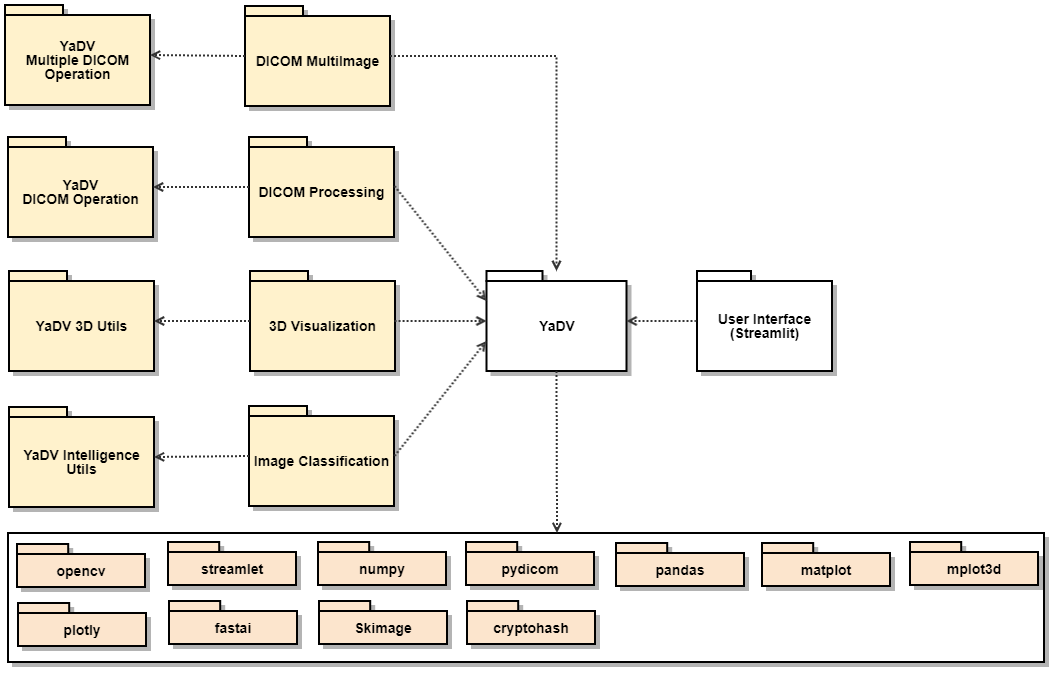 YaDV
Multiple DICOM
Operation
DICOM MultiImage
YaDV
DICOM Operation
DICOM Processing
YaDV 3D Utils
3D Visualization
YaDV
User Interface
(Streamlit)
YaDV Intelligence
Utils
Image Classification
opencv
streamlet
numpy
pydicom
pandas
matplot
mplot3d
plotly
fastai
Skimage
cryptohash